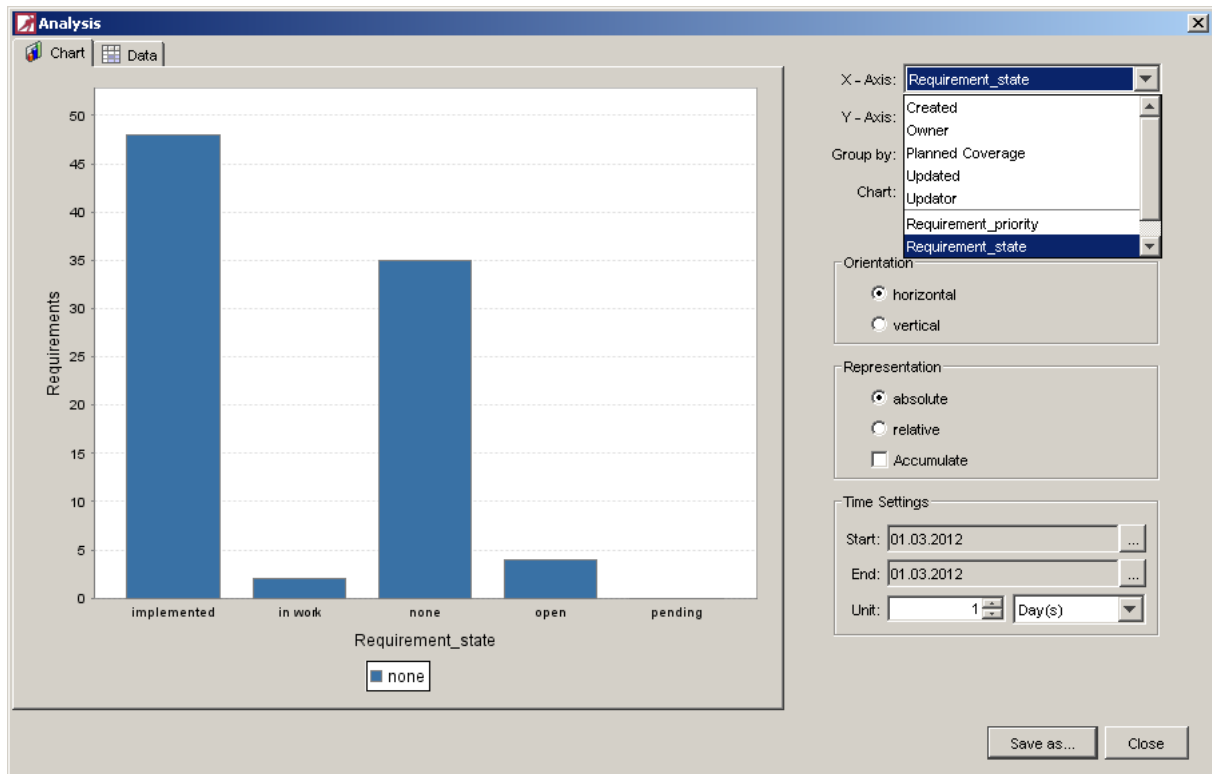 Analysis
Chart
Data
50
45
40
35
30
25
20
15
10
5
0
Requirements
implemented
in work
none
open
pending
Requirement_state
none
X - Axis: Requirement_state
Y - Axis:
Group by:
Chart:
Created
Owner
Planned Coverage
Updated
Updator
Requirement_priority
Requirement_state
Orientation
horizontal
vertical
Representation
absolute
relative
Accumulate
Time Settings
Start: 01.03.2012 ...
End: 01.03.2012 ...
Unit: 1 Day(s)
Save as...
Close